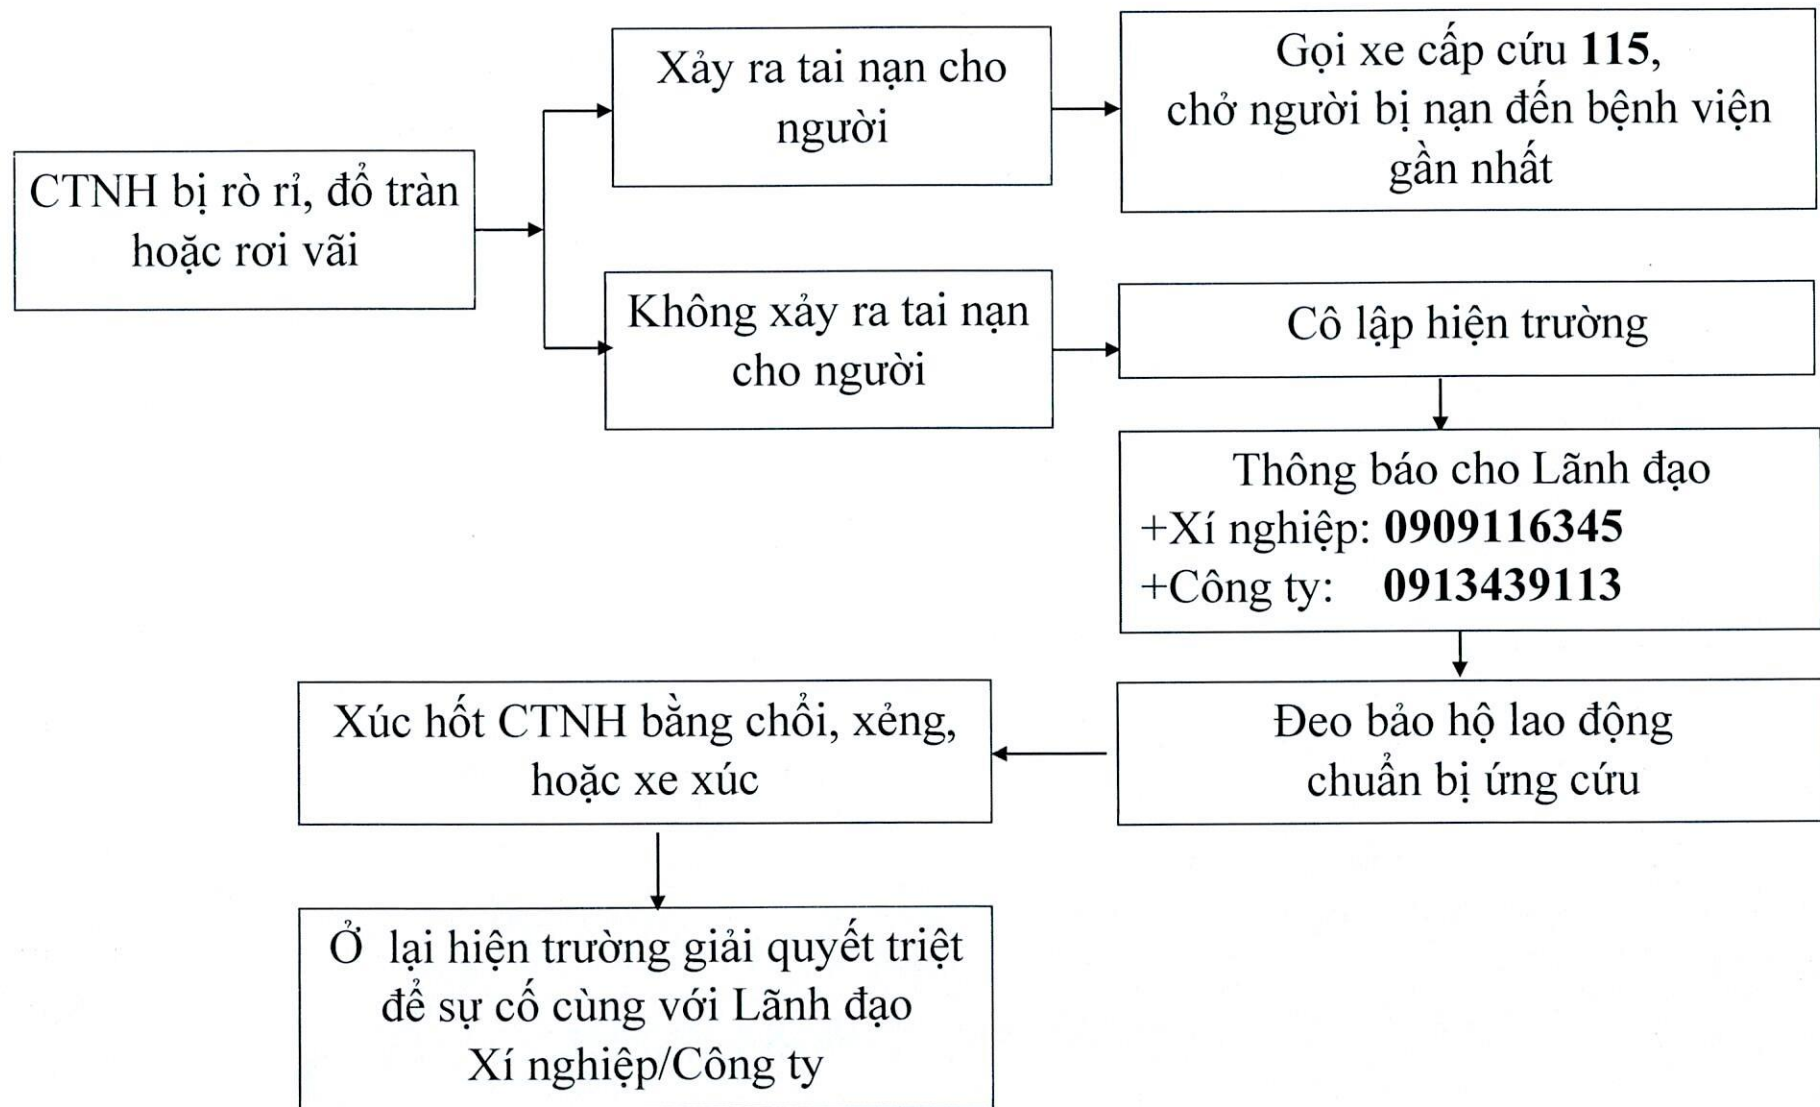 CTNH bị rò rỉ, đổ tràn
hoặc rơi vãi
Xảy ra tai nạn cho
người
Gọi xe cấp cứu 115,
chở người bị nạn đến bệnh viện
gần nhất
Không xảy ra tai nạn
cho người
Cô lập hiện trường
Thông báo cho Lãnh đạo
+Xí nghiệp: 0909116345
+Công ty: 0913439113
Đeo bảo hộ lao động
chuẩn bị ứng cứu
Xúc hốt CTNH bằng chổi, xẻng,
hoặc xe xúc
Ở lại hiện trường giải quyết triệt
để sự cố cùng với Lãnh đạo
Xí nghiệp/Công ty